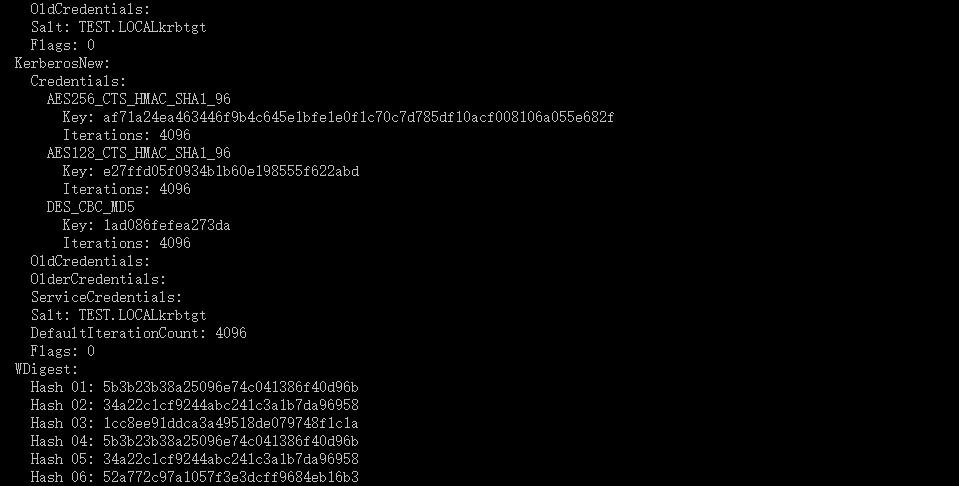 OldCredentials:
Salt: TEST.LOCALkrbtgt
Flags: 0
KerberosNew:
Credentials:
AES256_CTS_HMAC_SHA1_96
Key: af71a24ea463446f9b4c645e1bfe1e0f1c70c7d785df10acf008106a055e682f
Iterations: 4096
AES128_CTS_HMAC_SHA1_96
Key: e27ffd05f0934b1b60e198555f622abd
Iterations: 4096
DES_CBC_MD5
Key: 1ad086fefea273da
Iterations: 4096
OldCredentials:
OlderCredentials:
ServiceCredentials:
Salt: TEST.LOCALkrbtgt
DefaultIterationCount: 4096
Flags: 0
WDigest:
Hash 01: 5b3b23b38a25096e74c041386f40d96b
Hash 02: 34a22c1cf9244abc241c3a1b7da96958
Hash 03: 1cc8ee91ddca3a49518de079748f1c1a
Hash 04: 5b3b23b38a25096e74c041386f40d96b
Hash 05: 34a22c1cf9244abc241c3a1b7da96958
Hash 06: 52a772c97a1057f3e3dcff9684eb16b3